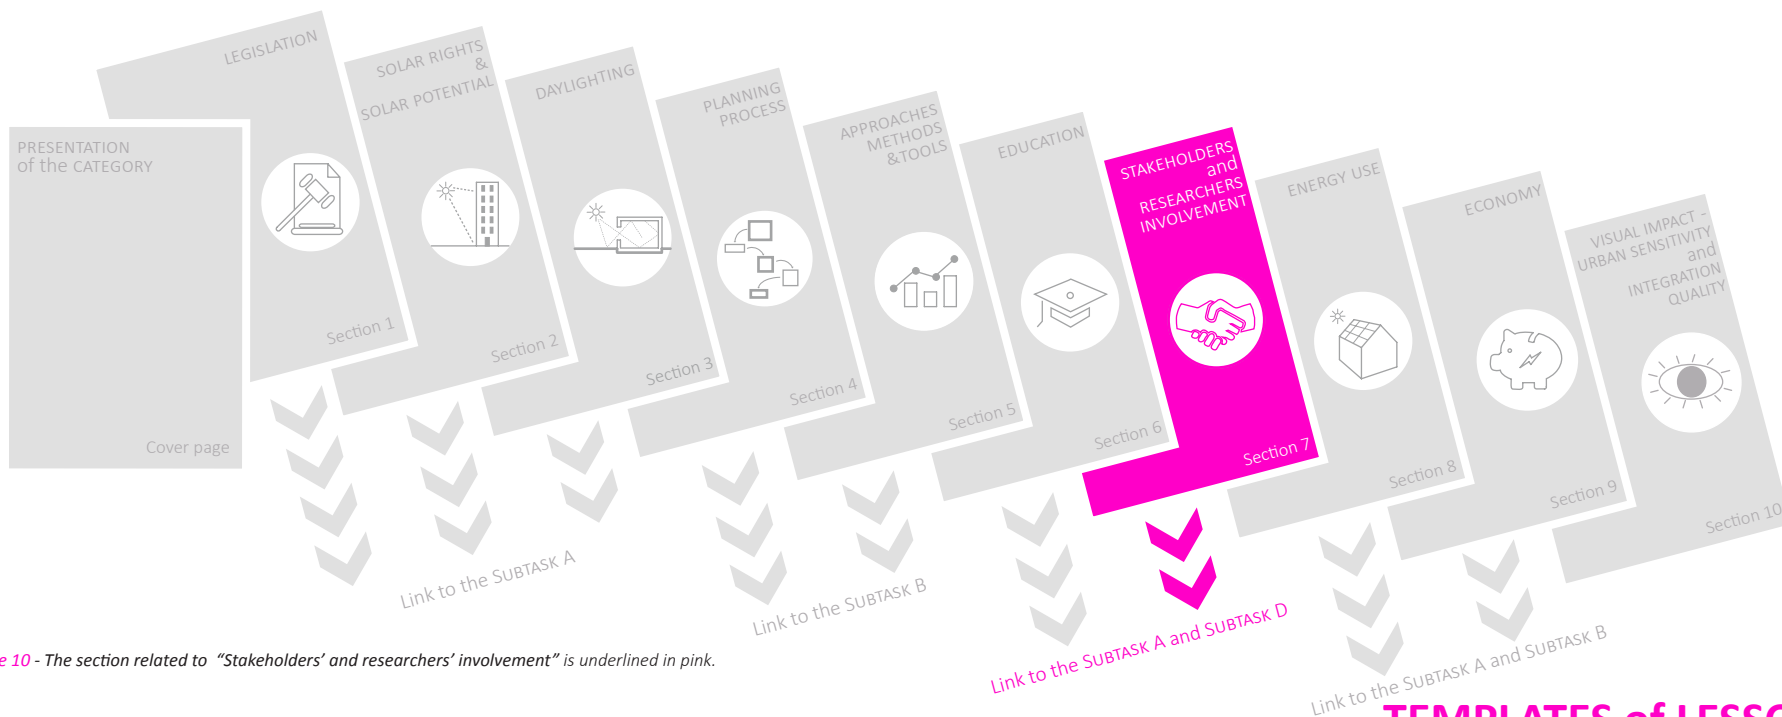 PRESENTATION
of the CATEGORY
Cover page
LEGISLATION
Section 1
SOLAR RIGHTS
&
SOLAR POTENTIAL
Section 2
DAYLIGHTING
Section 3
PLANNING
PROCESS
Section 4
APPROACHES
METHODS
&TOOLS
Section 5
EDUCATION
Section 6
STAKEHOLDERS
and
RESEARCHERS
INVOLVEMENT
Section 7
ENERGY USE
Section 8
ECONOMY
Section 9
VISUAL IMPACT -
URBAN SENSITIVITY
and
INTEGRATION
QUALITY
Section 10
Link to the SUBTASK A
Link to the SUBTASK B
Link to the SUBTASK A and SUBTASK D
Link to the SUBTASK A and SUBTASK B
e 10 - The section related to “Stakeholders’ and researchers’ involvement” is underlined in pink.
TEMPLATES of LESSO